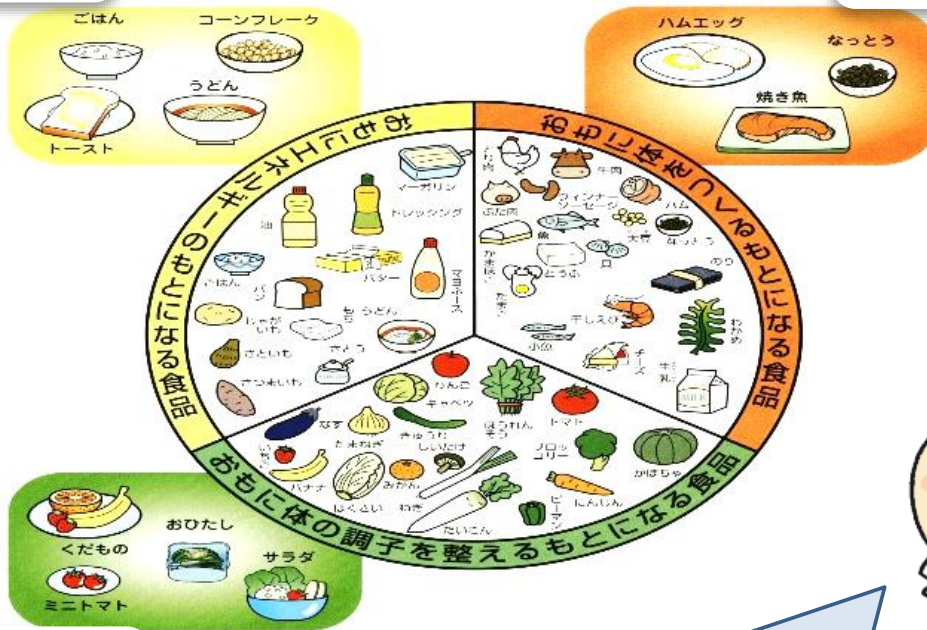 ごはん
コーンフレーク
うどん
トースト
ハムエッグ
なっとう
焼き魚
おもにエネルギーのもとになる食品
おもに体をつくるもとになる食品
おもに体の調子を整えるもとになる食品
マーガリン
油
ドレッシング
バター
マヨネーズ
ごはん
パン
じゃがいも
うどん
さといも
さとう
さつまいも
とり肉
牛肉
ぶた肉
ウィンナーソーセージ
ハム
魚
大豆
なっとう
かまぼこ
とうふ
貝
たまご
のり
干しえび
わかめ
小魚
チーズ
牛乳
MILK
りんご
キャベツ
ほうれんそう
トマト
なす
たまねぎ
きゅうり
しいたけ
ブロッコリー
かぼちゃ
いちご
バナナ
はくさい
みかん
ねぎ
だいこん
ピーマン
にんじん
くだもの
おひたし
サラダ
ミニトマト